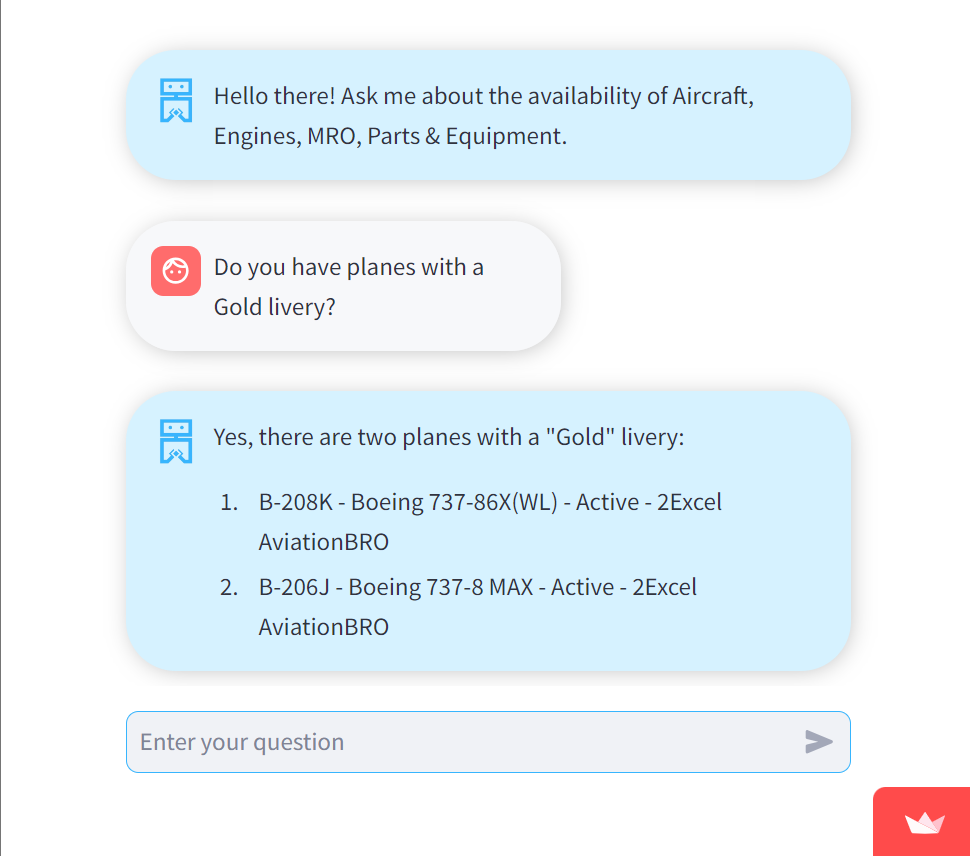 Hello there! Ask me about the availability of Aircraft,
Engines, MRO, Parts & Equipment.
Do you have planes with a
Gold livery?
Yes, there are two planes with a "Gold" livery:
1. B-208K - Boeing 737-86X(WL) - Active - 2Excel
AviationBRO
2. B-206J - Boeing 737-8 MAX - Active - 2Excel
AviationBRO
Enter your question